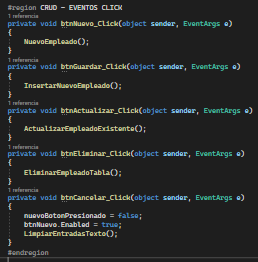 #region CRUD - EVENTOS CLICK
1 referencia
private void btnNuevo_Click(object sender, EventArgs e)
{
NuevoEmpleado();
}
1 referencia
private void btnGuardar_Click(object sender, EventArgs e)
{
InsertarNuevoEmpleado();
}
1 referencia
private void btnActualizar_Click(object sender, EventArgs e)
{
ActualizarEmpleadoExistente();
}
1 referencia
private void btnEliminar_Click(object sender, EventArgs e)
{
EliminarEmpleadoTabla();
}
1 referencia
private void btnCancelar_Click(object sender, EventArgs e)
{
nuevoBotonPresionado = false;
btnNuevo.Enabled = true;
LimpiarEntradasTexto();
}
#endregion